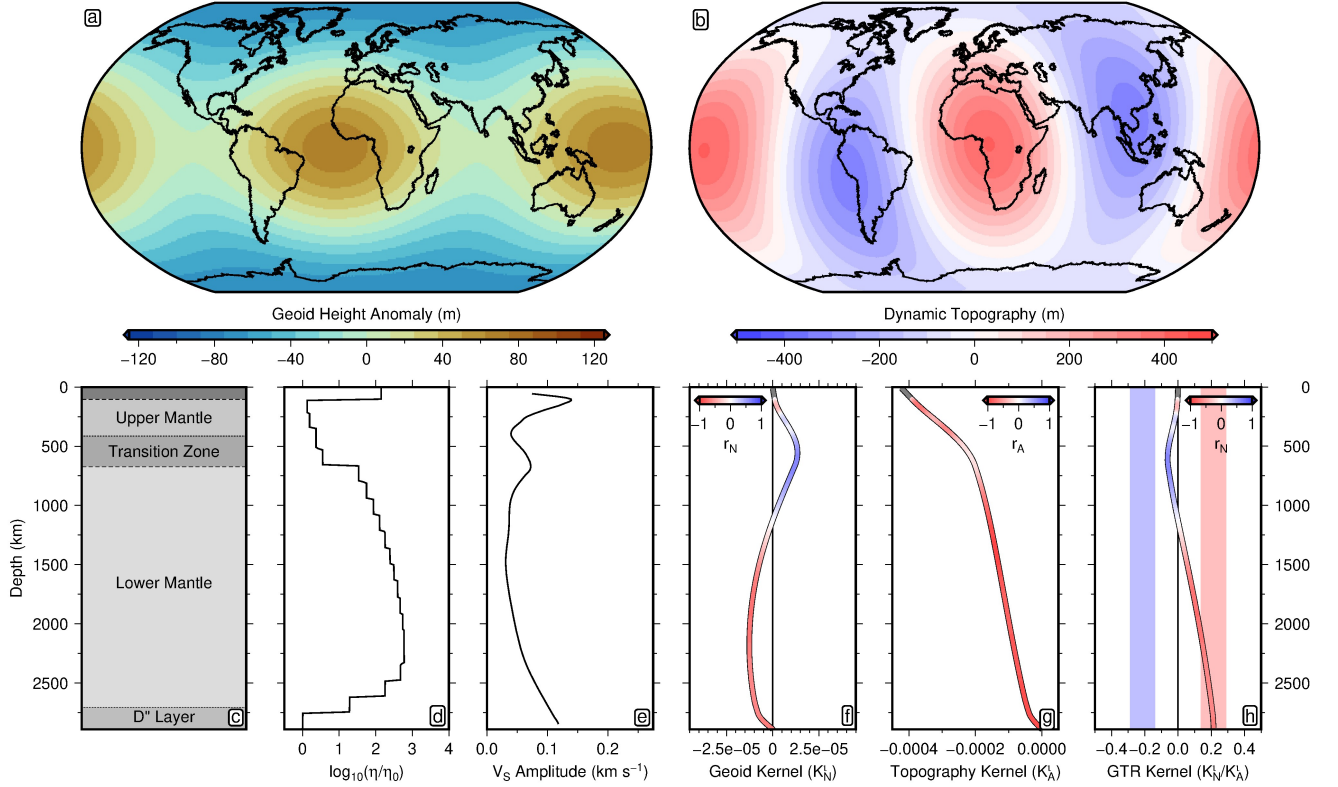 a
b
Geoid Height Anomaly (m)
Dynamic Topography (m)
−120 −80 −40 0 40 80 120
−400 −200 0 200 400
0
500
1000
1500
2000
2500
Depth (km)
Upper Mantle
Transition Zone
Lower Mantle
D" Layer
c
0 1 2 3 4
log10(η/η0)
d
0.0 0.1 0.2
VS Amplitude (km s−1)
e
−1 0 1
rN
f
−2.5e−05 0 2.5e−05
Geoid Kernel (KlN)
−1 0 1
rA
g
−0.0004 −0.0002 0.0000
Topography Kernel (KlA)
−1 0 1
rN
h
−0.4 0.0 0.2 0.4
GTR Kernel (KlN/KlA)
0
500
1000
1500
2000
2500